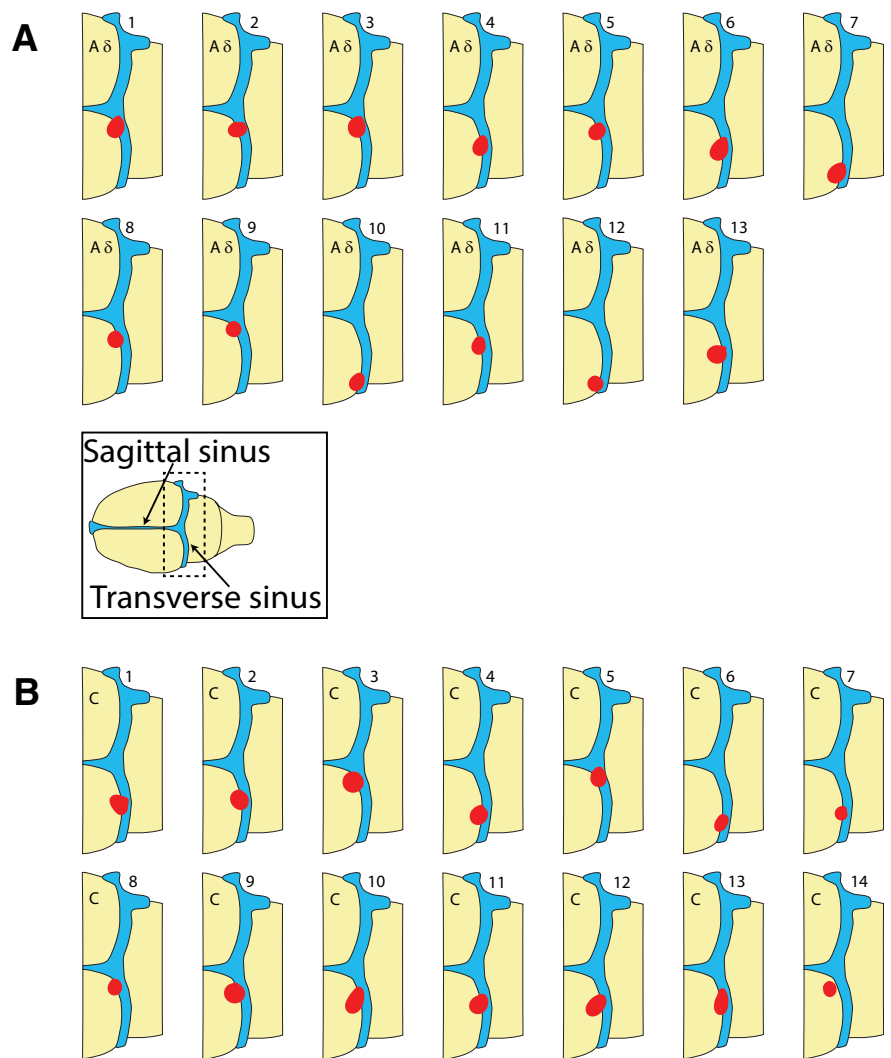 A
1 2 3 4 5 6 7
A δ A δ A δ A δ A δ A δ A δ
8 9 10 11 12 13
A δ A δ A δ A δ A δ A δ
Sagittal sinus
Transverse sinus
B
1 2 3 4 5 6 7
C C C C C C C
8 9 10 11 12 13 14
C C C C C C C